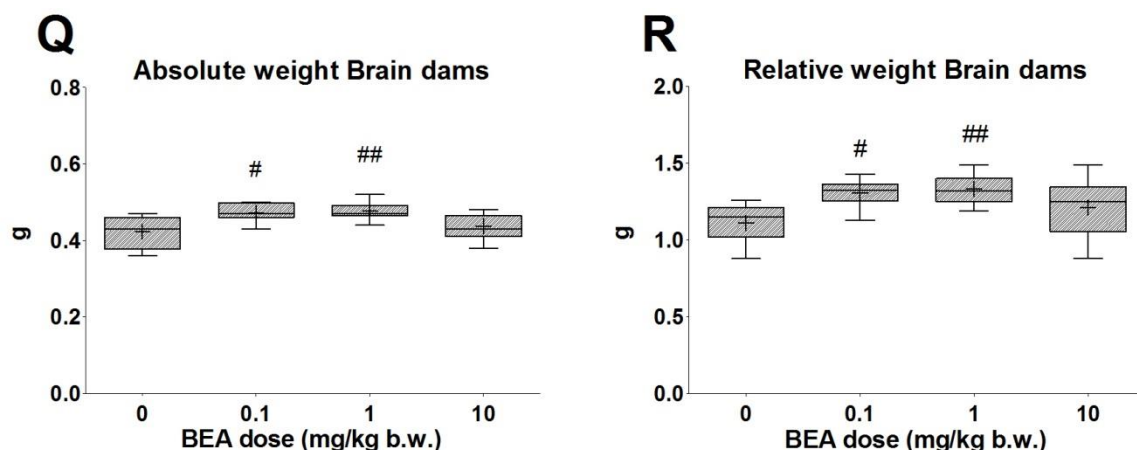 Q
Absolute weight Brain dams
0.8
0.6
0.4
0.2
0.0
g
#
##
0 0.1 1 10
BEA dose (mg/kg b.w.)
R
Relative weight Brain dams
2.0
1.5
1.0
0.5
0.0
g
#
##
0 0.1 1 10
BEA dose (mg/kg b.w.)